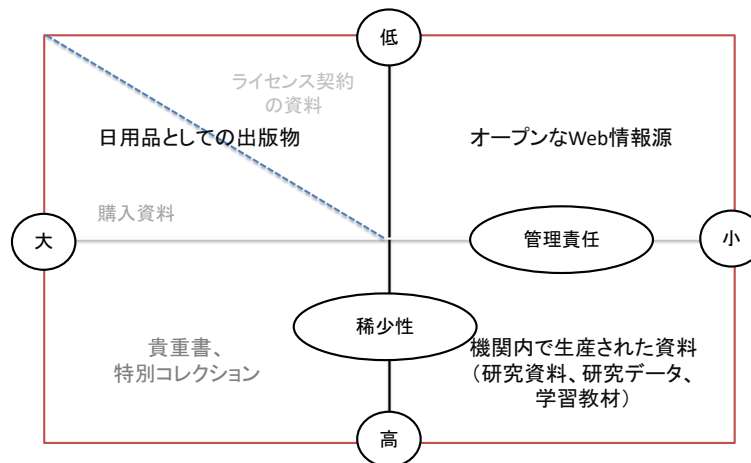 低
ライセンス契約
の資料
日用品としての出版物
オープンなWeb情報源
購入資料
大
管理責任
小
稀少性
貴重書、
特別コレクション
機関内で生産された資料
（研究資料、研究データ、
学習教材）
高